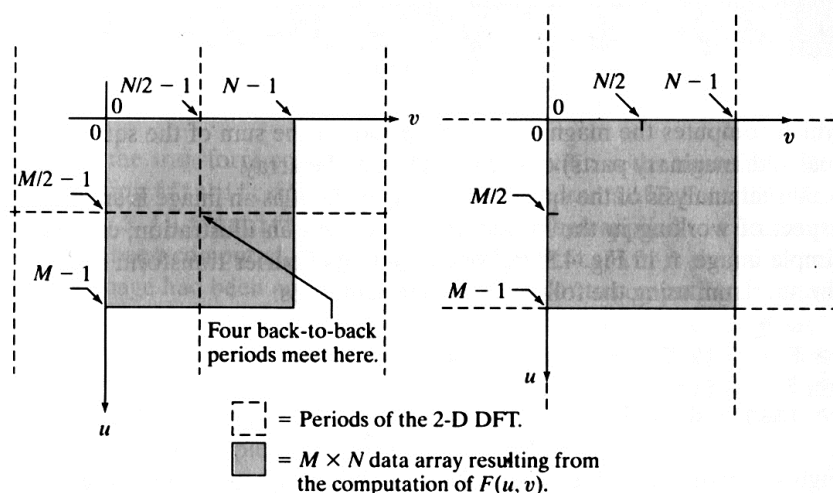 N/2 − 1
N − 1
0
0
v
M/2 − 1
M − 1
u
Four back-to-back
periods meet here.
N/2
N − 1
0
0
v
M/2
M − 1
u
= Periods of the 2-D DFT.
= M × N data array resulting from
the computation of F(u, v).